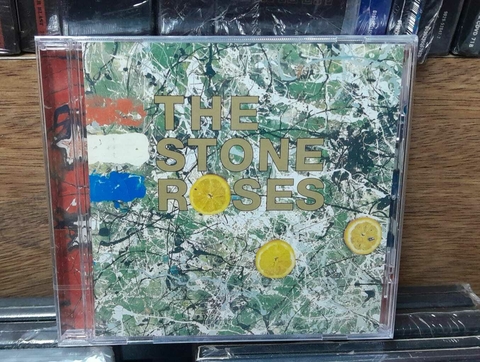 THE
STONE
ROSES